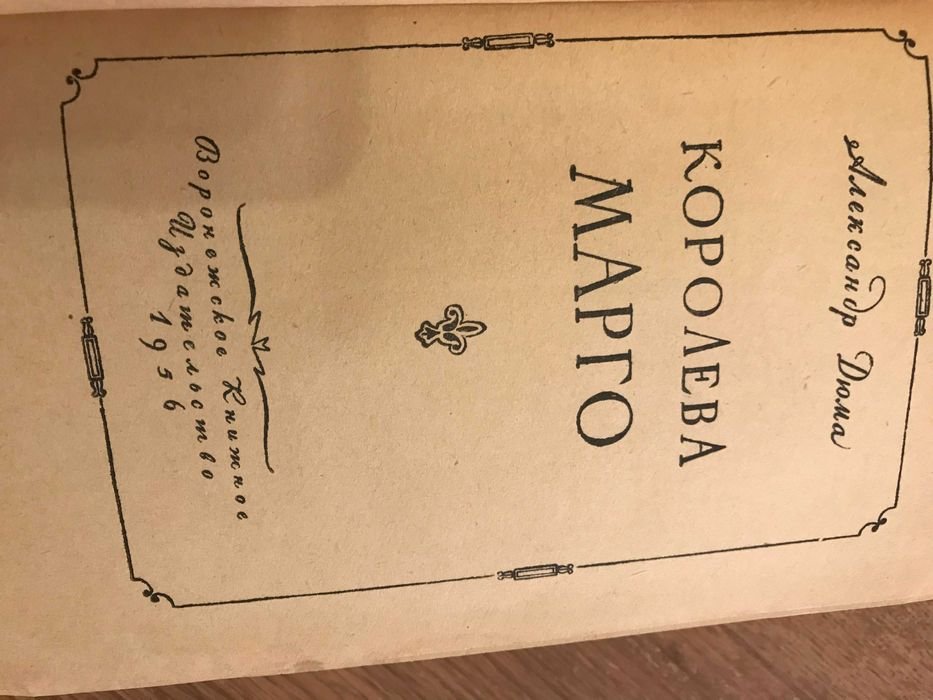 Александр Дюма
КОРОЛЕВА
МАРГО
Воронежское Книжное
Издательство
1956